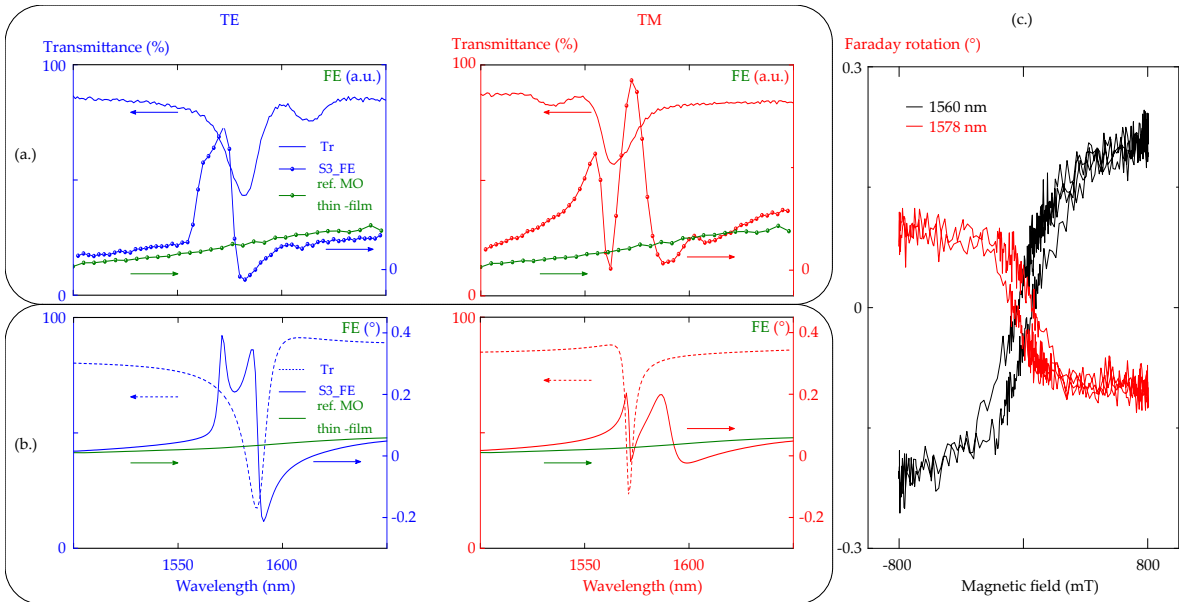 TE
TM
(c.)
Transmittance (%)
Transmittance (%)
Faraday rotation (°)
100
FE (a.u.)
100
FE (a.u.)
0.3
1560 nm
1578 nm
(a.)
Tr
S3_FE
ref. MO
thin -film
0
0
0
0
0
100
FE (°)
0.4
100
FE (°)
0.4
Tr
S3_FE
ref. MO
thin -film
0.2
0.2
(b.)
0
0
-0.2
-0.2
0
0
-0.3
1550
1600
1550
1600
-800
800
Wavelength (nm)
Wavelength (nm)
Magnetic field (mT)